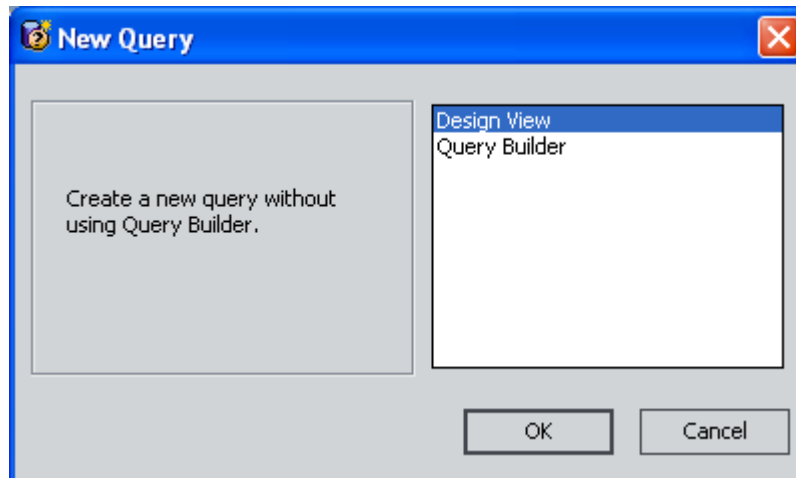 New Query
Create a new query without
using Query Builder.
Design View
Query Builder
OK
Cancel